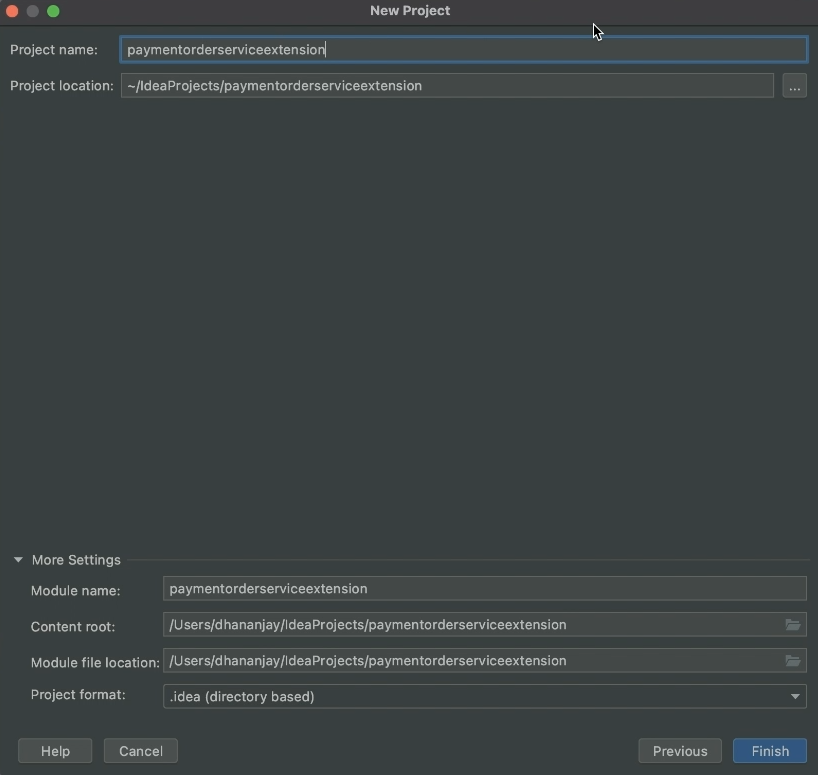 New Project
Project name: paymentorderserviceextension
Project location: ~/IdeaProjects/paymentorderserviceextension ...
More Settings
Module name: paymentorderserviceextension
Content root: /Users/dhananjay/IdeaProjects/paymentorderserviceextension
Module file location: /Users/dhananjay/IdeaProjects/paymentorderserviceextension
Project format: .idea (directory based)
Help Cancel Previous Finish